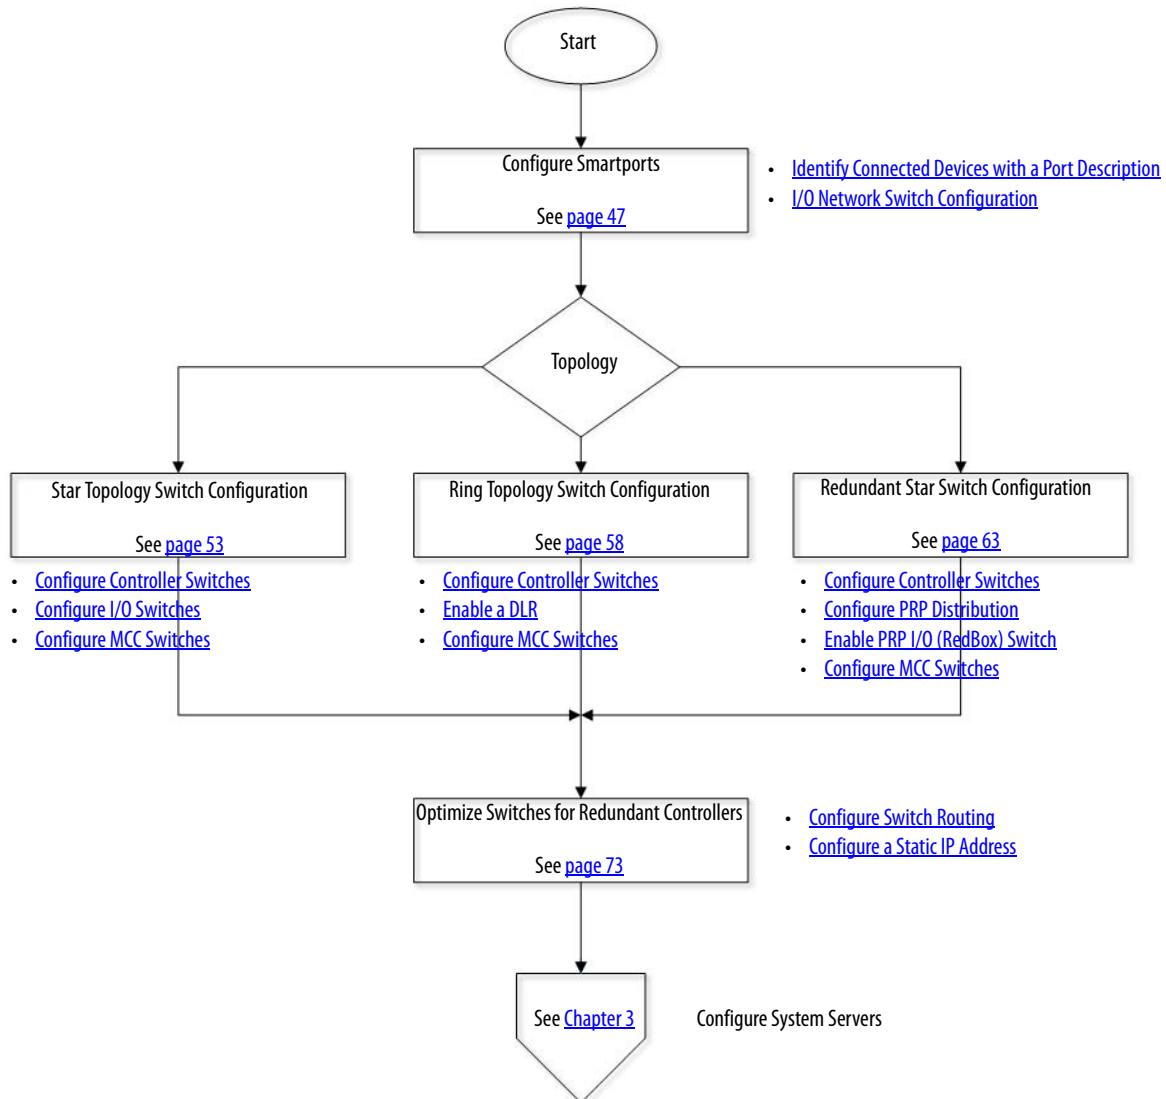 Start
Configure Smartports
See page 47
• Identify Connected Devices with a Port Description
• I/O Network Switch Configuration
Topology
Star Topology Switch Configuration
See page 53
• Configure Controller Switches
• Configure I/O Switches
• Configure MCC Switches
Ring Topology Switch Configuration
See page 58
• Configure Controller Switches
• Enable a DLR
• Configure MCC Switches
Redundant Star Switch Configuration
See page 63
• Configure Controller Switches
• Configure PRP Distribution
• Enable PRP I/O (RedBox) Switch
• Configure MCC Switches
Optimize Switches for Redundant Controllers
See page 73
• Configure Switch Routing
• Configure a Static IP Address
See Chapter 3
Configure System Servers